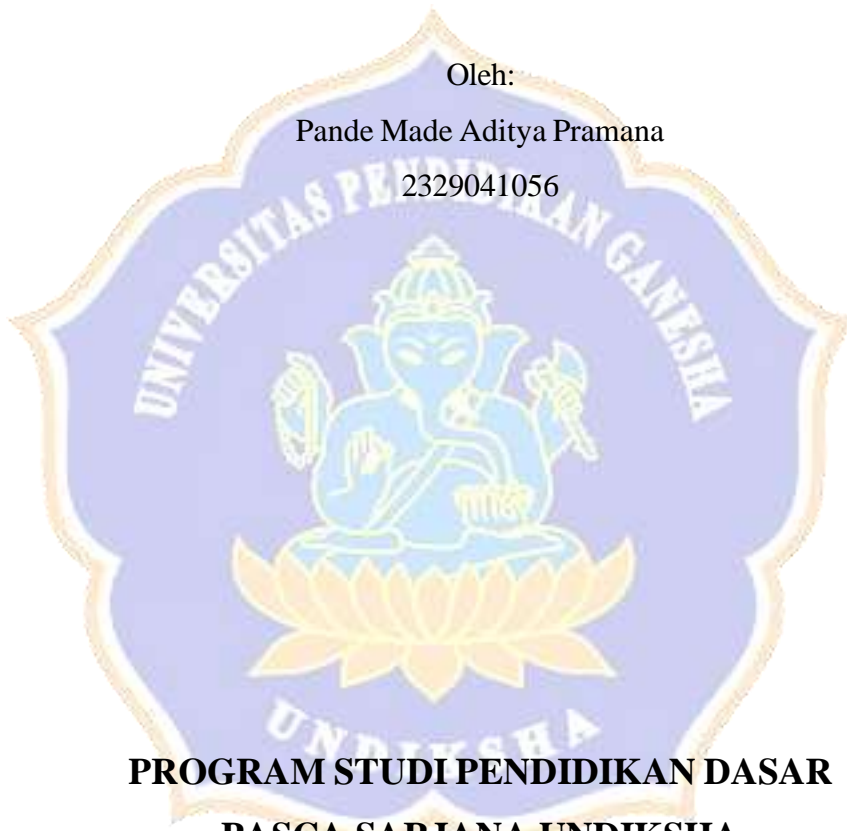 Oleh:
Pande Made Aditya Pramana
2329041056
UNIVERSITAS PENDIDIKAN GANESHA
UNDIKSHA
PROGRAM STUDI PENDIDIKAN DASAR
PASCA SARJANA UNDIKSHA